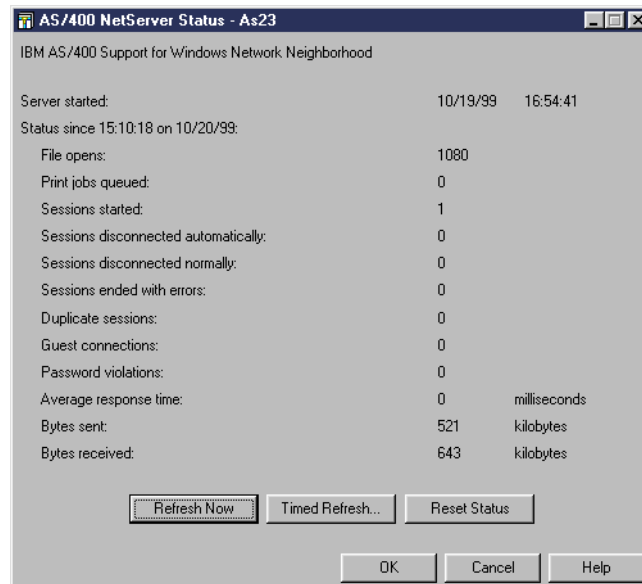 AS/400 NetServer Status - As23
IBM AS/400 Support for Windows Network Neighborhood
Server started: 10/19/99 16:54:41
Status since 15:10:18 on 10/20/99:
File opens: 1080
Print jobs queued: 0
Sessions started: 1
Sessions disconnected automatically: 0
Sessions disconnected normally: 0
Sessions ended with errors: 0
Duplicate sessions: 0
Guest connections: 0
Password violations: 0
Average response time: 0 milliseconds
Bytes sent: 521 kilobytes
Bytes received: 643 kilobytes
Refresh Now Timed Refresh... Reset Status
OK Cancel Help